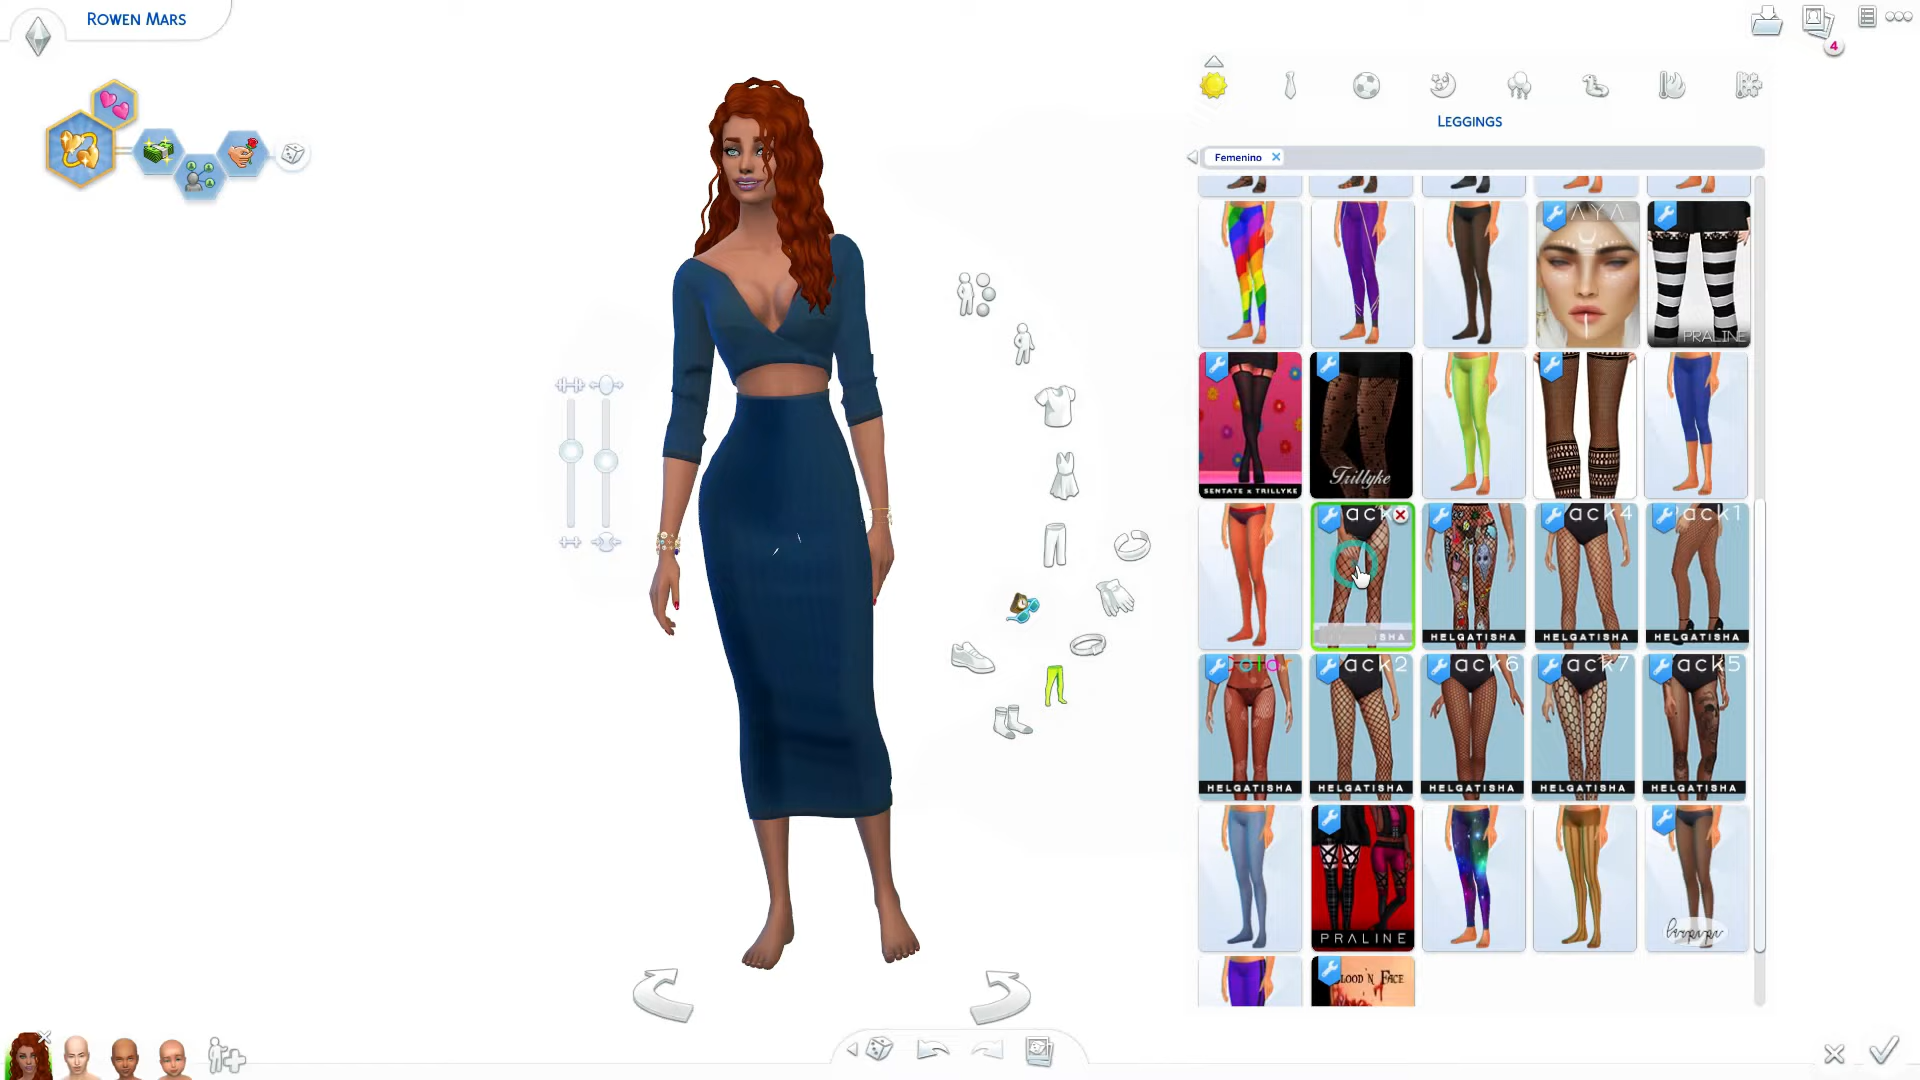 Rowen Mars
4
Leggings
Femenino
AYA
PRALINE
SENTATE x TRILLYKE
Trillyke
ack
ack4
ack1
HELGATISHA
HELGATISHA
HELGATISHA
ack2
ack6
ack7
ack5
HELGATISHA
HELGATISHA
HELGATISHA
HELGATISHA
HELGATISHA
PRALINE
LOOD'N FACE